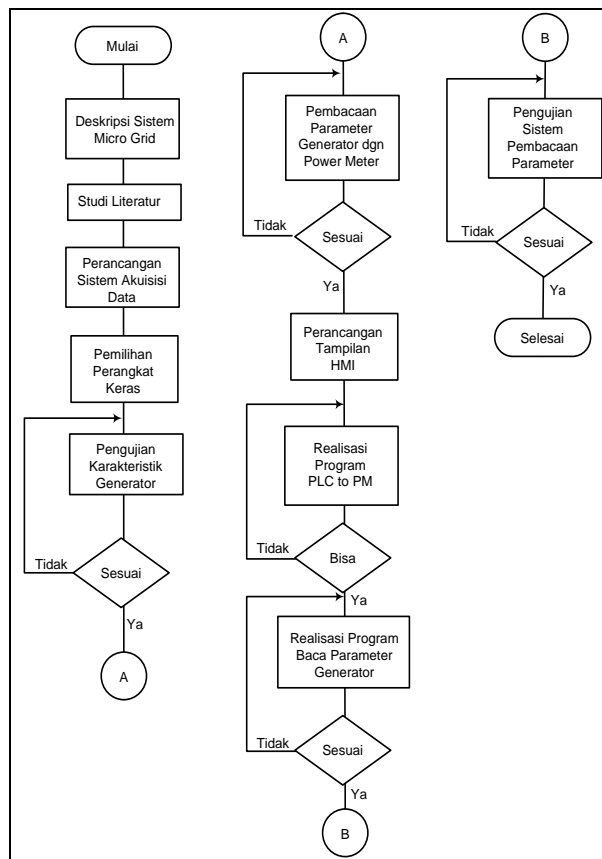 Mulai
Deskripsi Sistem
Micro Grid
Studi Literatur
Perancangan
Sistem Akuisisi
Data
Pemilihan
Perangkat
Keras
Pengujian
Karakteristik
Generator
Tidak
Sesuai
Ya
A
A
Pembacaan
Parameter
Generator dgn
Power Meter
Tidak
Sesuai
Ya
Perancangan
Tampilan
HMI
Realisasi
Program
PLC to PM
Tidak
Bisa
Ya
Realisasi Program
Baca Parameter
Generator
Tidak
Sesuai
Ya
B
B
Pengujian
Sistem
Pembacaan
Parameter
Tidak
Sesuai
Ya
Selesai